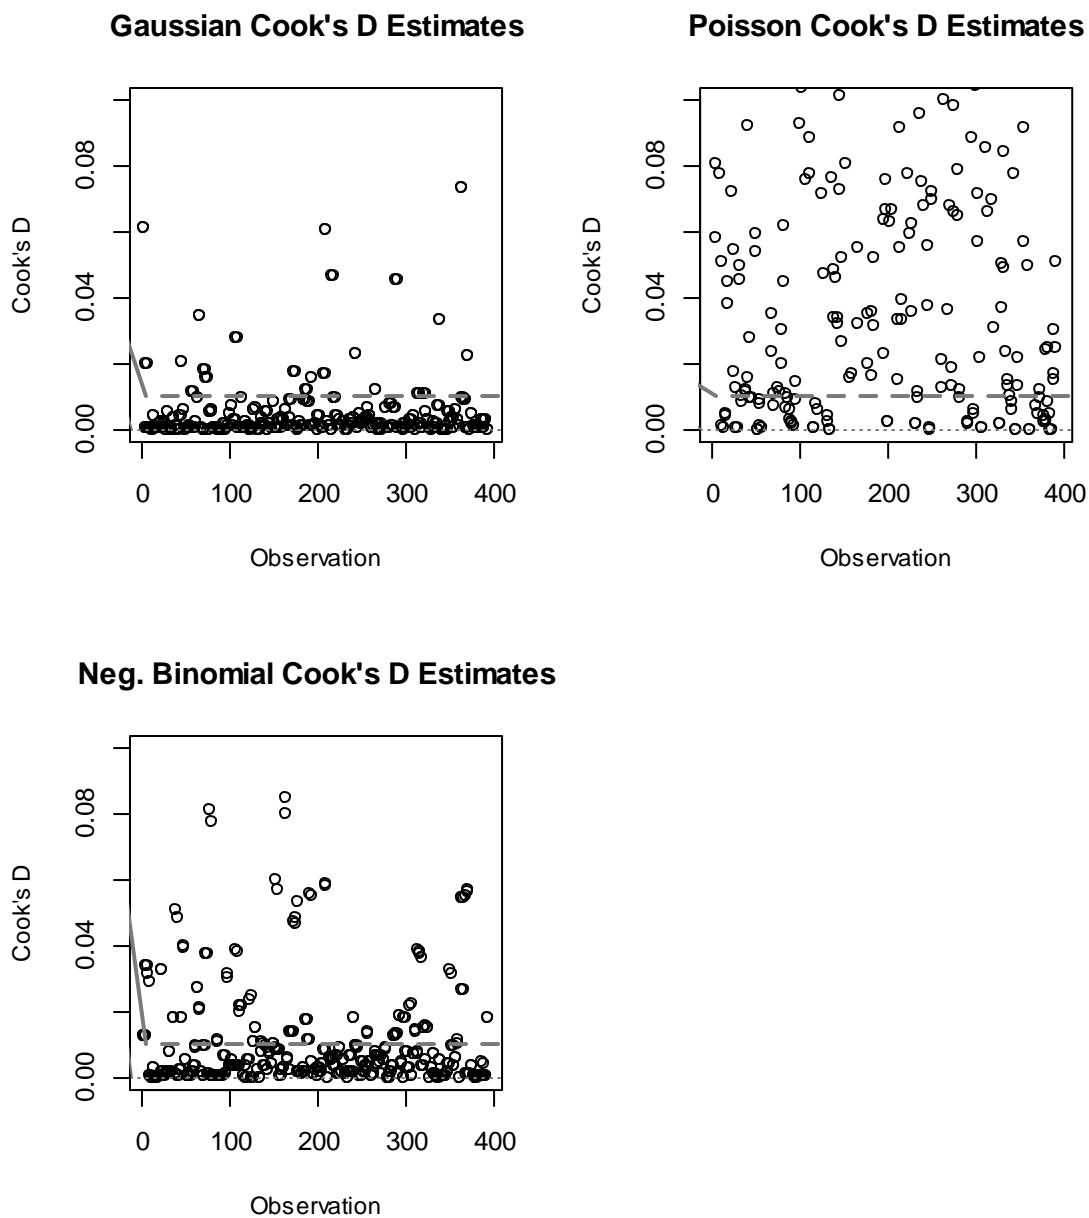 Gaussian Cook's D Estimates
Cook's D
0.00 0.04 0.08
0 100 200 300 400
Observation
Poisson Cook's D Estimates
Cook's D
0.00 0.04 0.08
0 100 200 300 400
Observation
Neg. Binomial Cook's D Estimates
Cook's D
0.00 0.04 0.08
0 100 200 300 400
Observation